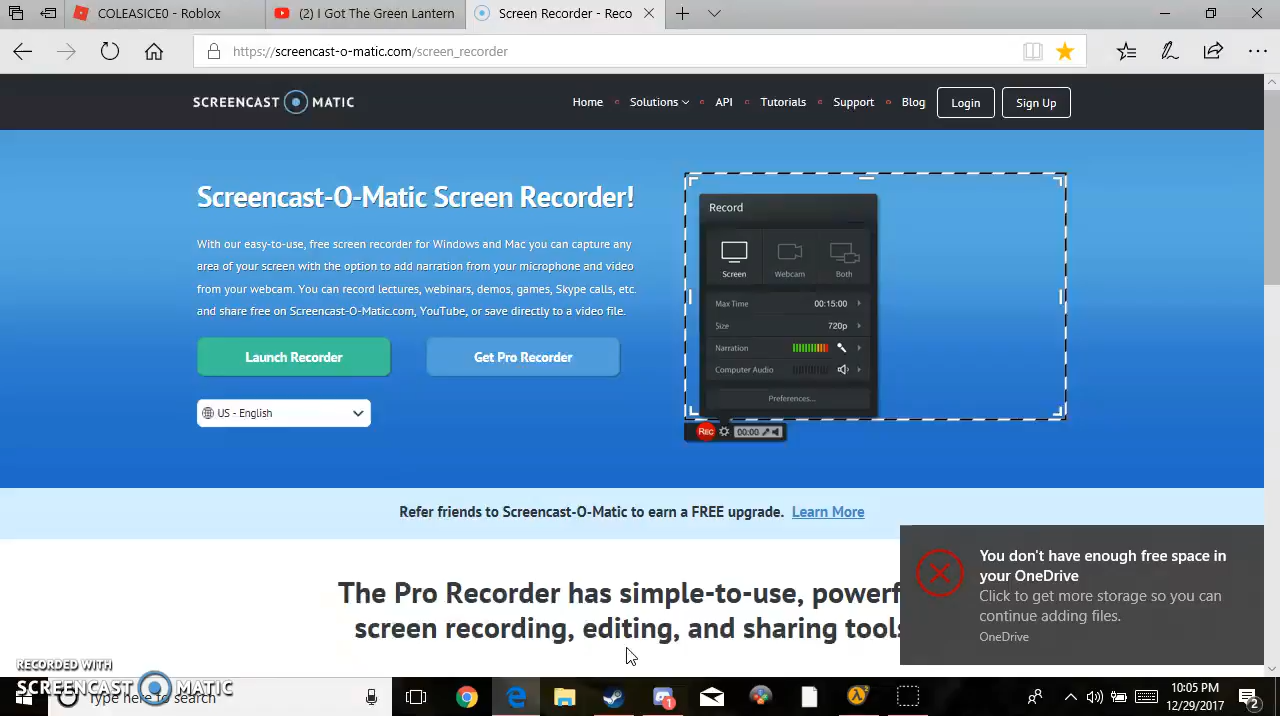 COLEASICE0 - Roblox
(2) I Got The Green Lantern
Screen Recorder - Reco
https://screencast-o-matic.com/screen_recorder
SCREENCAST MATIC
Home
Solutions
API
Tutorials
Support
Blog
Login
Sign Up
Screencast-O-Matic Screen Recorder!
With our easy-to-use, free screen recorder for Windows and Mac you can capture any
area of your screen with the option to add narration from your microphone and video
from your webcam. You can record lectures, webinars, demos, games, Skype calls, etc.
and share free on Screencast-O-Matic.com, YouTube, or save directly to a video file.
Launch Recorder
Get Pro Recorder
US - English
Record
Screen
Webcam
Both
Max Time 00:15:00
Size 720p
Narration
Computer Audio
Preferences...
REC 00:00
Refer friends to Screencast-O-Matic to earn a FREE upgrade. Learn More
The Pro Recorder has simple-to-use, powerf
screen recording, editing, and sharing tools
You don't have enough free space in
your OneDrive
Click to get more storage so you can
continue adding files.
OneDrive
RECORDED WITH
SCREENCAST MATIC
Type here to search
1
10:05 PM
12/29/2017
2